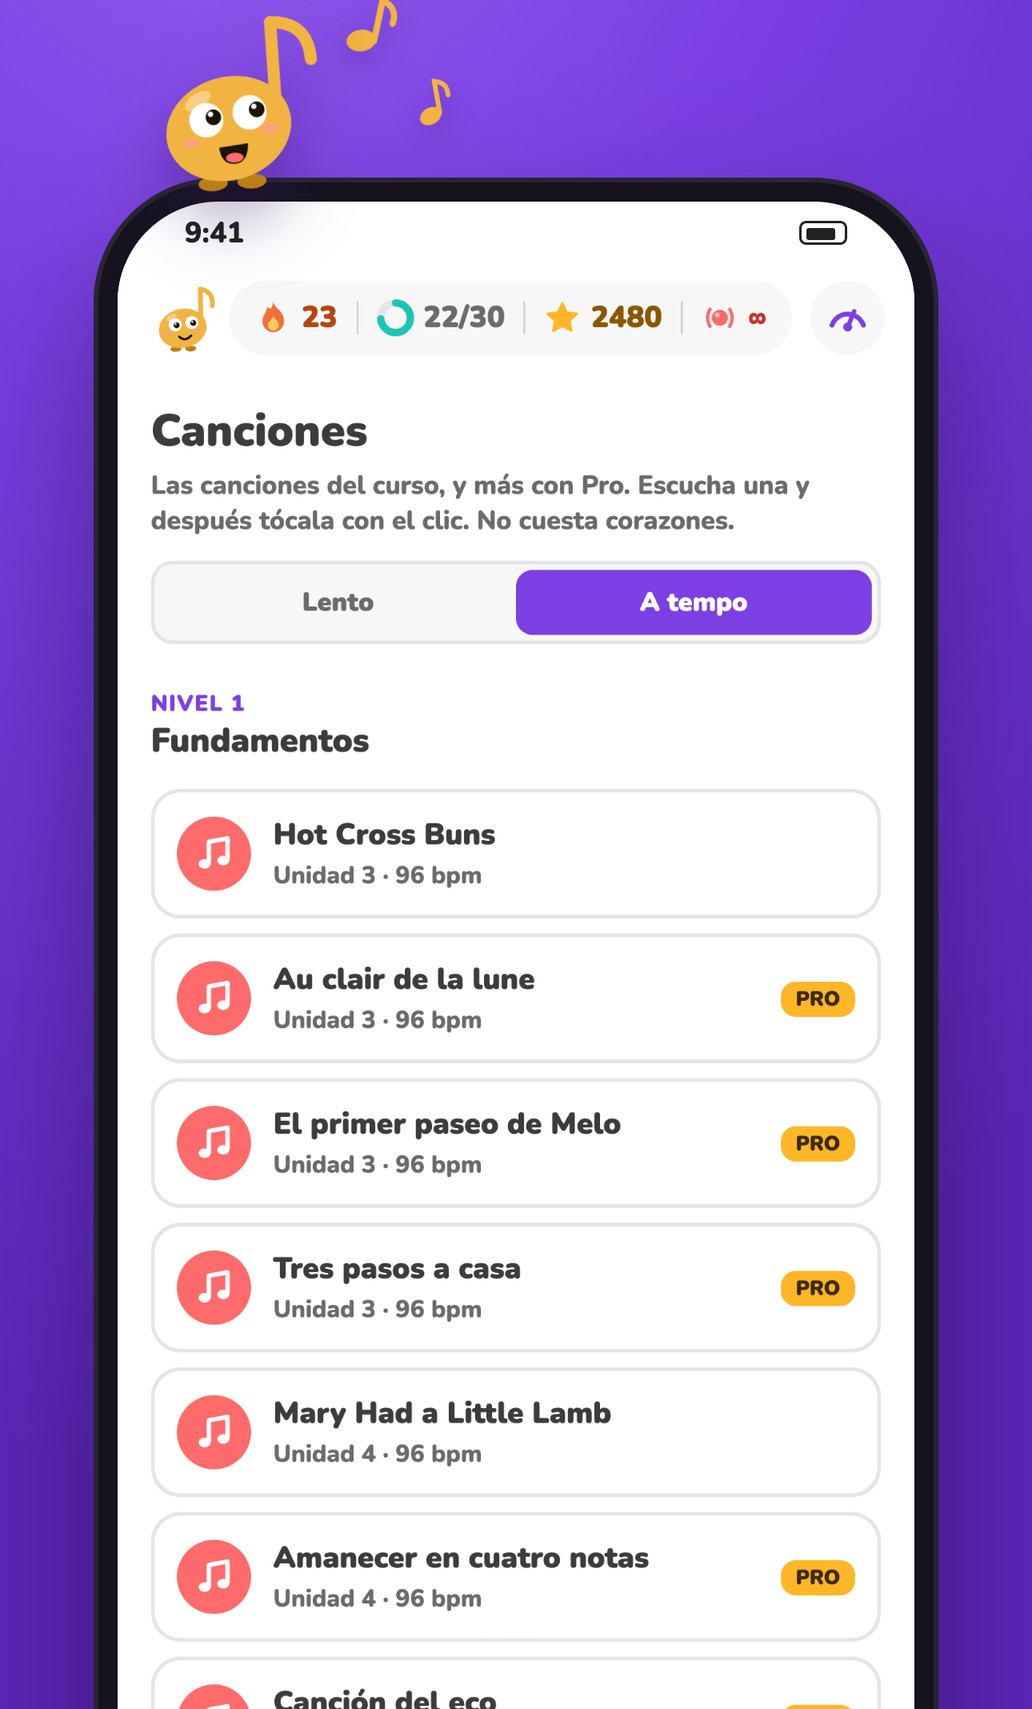 9:41
23
22/30
2480
∞
Canciones
Las canciones del curso, y más con Pro. Escucha una y
después tócala con el clic. No cuesta corazones.
Lento
A tempo
NIVEL 1
Fundamentos
Hot Cross Buns
Unidad 3 · 96 bpm
Au clair de la lune
Unidad 3 · 96 bpm
PRO
El primer paseo de Melo
Unidad 3 · 96 bpm
PRO
Tres pasos a casa
Unidad 3 · 96 bpm
PRO
Mary Had a Little Lamb
Unidad 4 · 96 bpm
Amanecer en cuatro notas
Unidad 4 · 96 bpm
PRO
Canción del eco